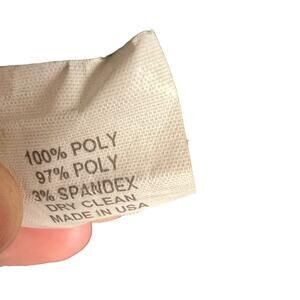 100% POLY
97% POLY
3% SPANDEX
DRY CLEAN
MADE IN USA